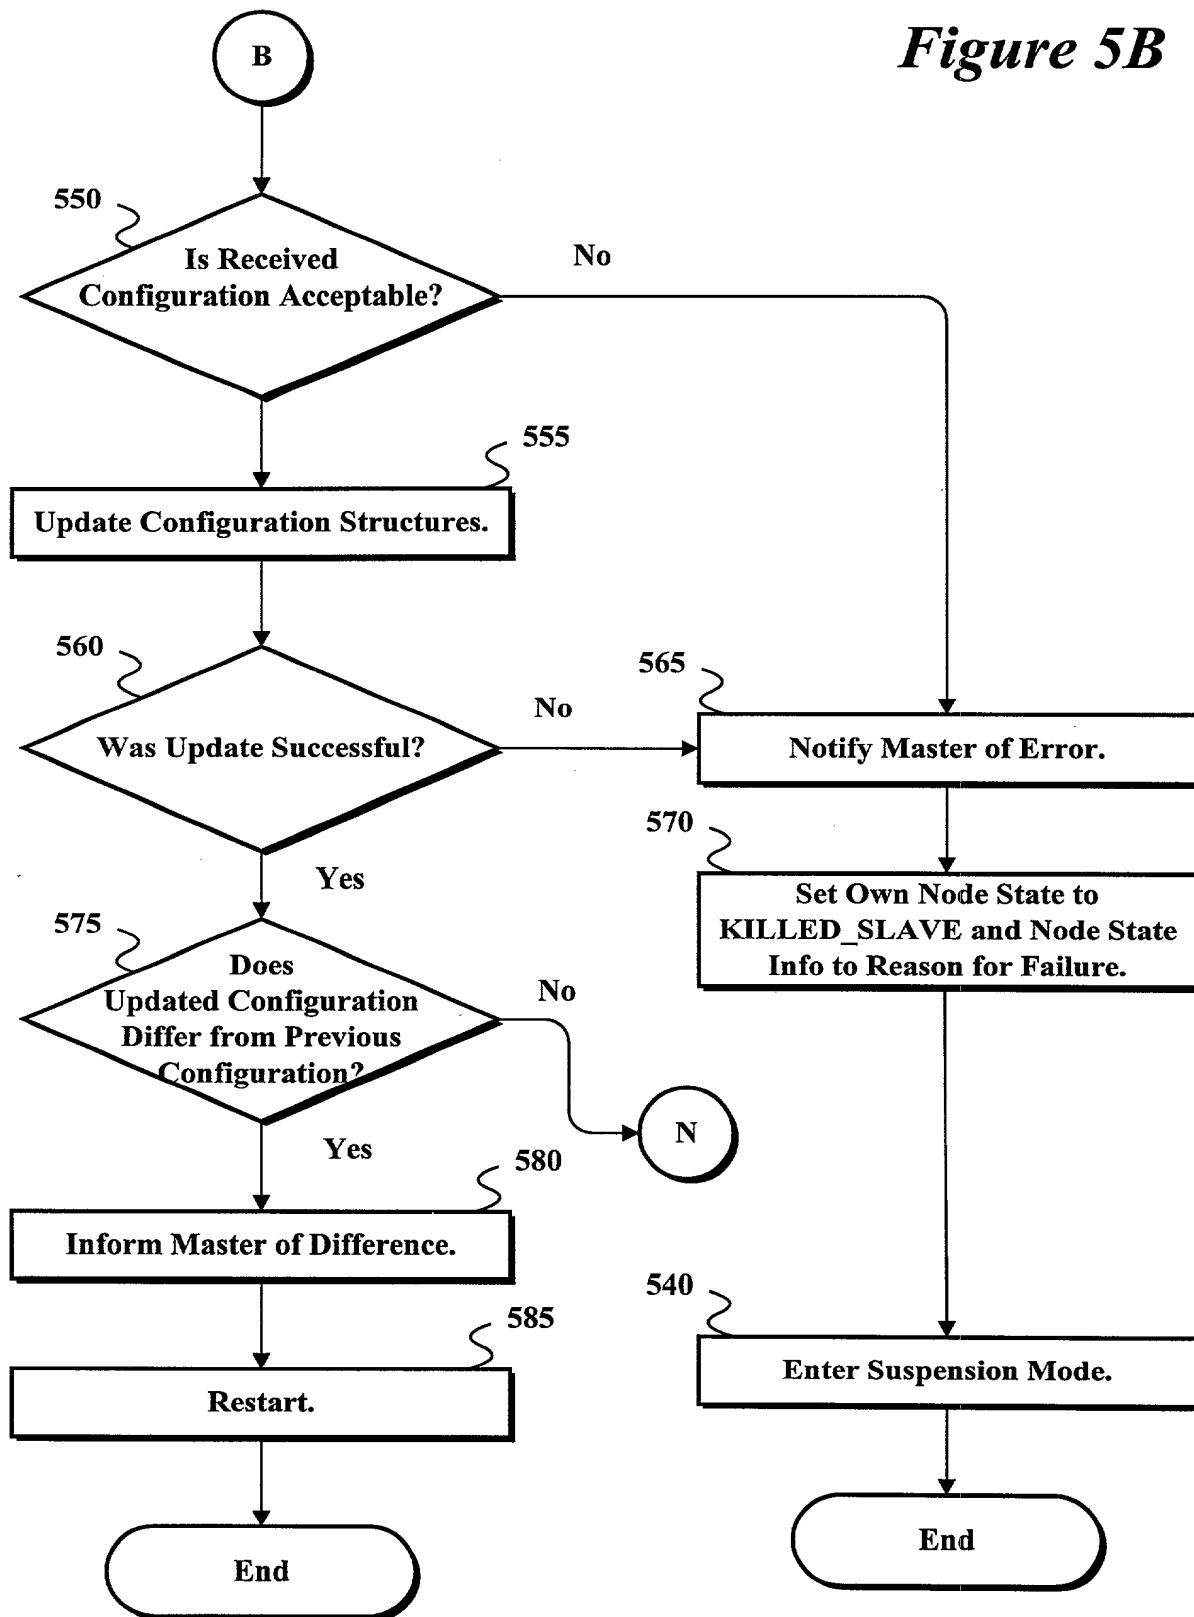 Figure 5B
B
550
Is Received
Configuration Acceptable?
No
555
Update Configuration Structures.
560
Was Update Successful?
No
565
Notify Master of Error.
Yes
570
Set Own Node State to
KILLED_SLAVE and Node State
Info to Reason for Failure.
575
Does
Updated Configuration
Differ from Previous
Configuration?
No
N
Yes
580
Inform Master of Difference.
540
Enter Suspension Mode.
585
Restart.
End
End